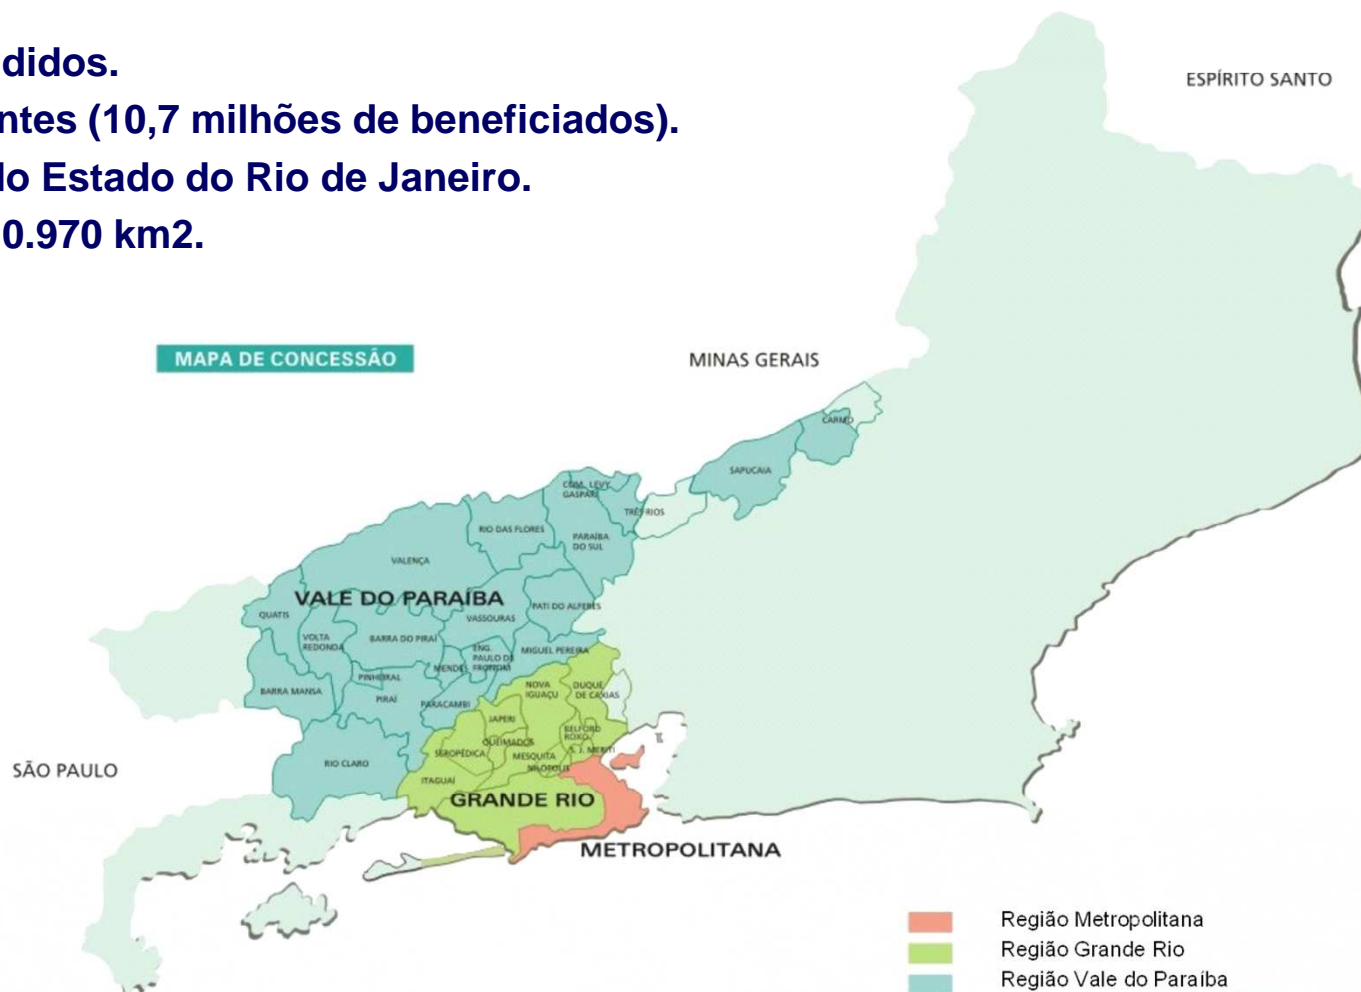 didos.
ntes (10,7 milhões de beneficiados).
lo Estado do Rio de Janeiro.
0.970 km2.
ESPÍRITO SANTO
MAPA DE CONCESSÃO
MINAS GERAIS
CARMO
SAPUCAIA
COM. LEVY
GASPARI
TRÊS RIOS
RIO DAS FLORES
PARAÍBA
DO SUL
VALENÇA
VALE DO PARAÍBA
PATI DO ALFERES
QUATIS
VASSOURAS
VOLTA
REDONDA
BARRA DO PIRAÍ
ENG.
PAULO DE
FRONTIM
MIGUEL PEREIRA
MENDES
PINHEIRAL
BARRA MANSA
PIRAÍ
PARACAMBI
NOVA
IGUAÇU
DUQUE
DE CAXIAS
JAPERI
BELFORD
ROXO
QUEIMADOS
S. J. MERITI
SEROPÉDICA
MESQUITA
NILÓPOLIS
RIO CLARO
SÃO PAULO
ITAGUAÍ
GRANDE RIO
METROPOLITANA
Região Metropolitana
Região Grande Rio
Região Vale do Paraíba